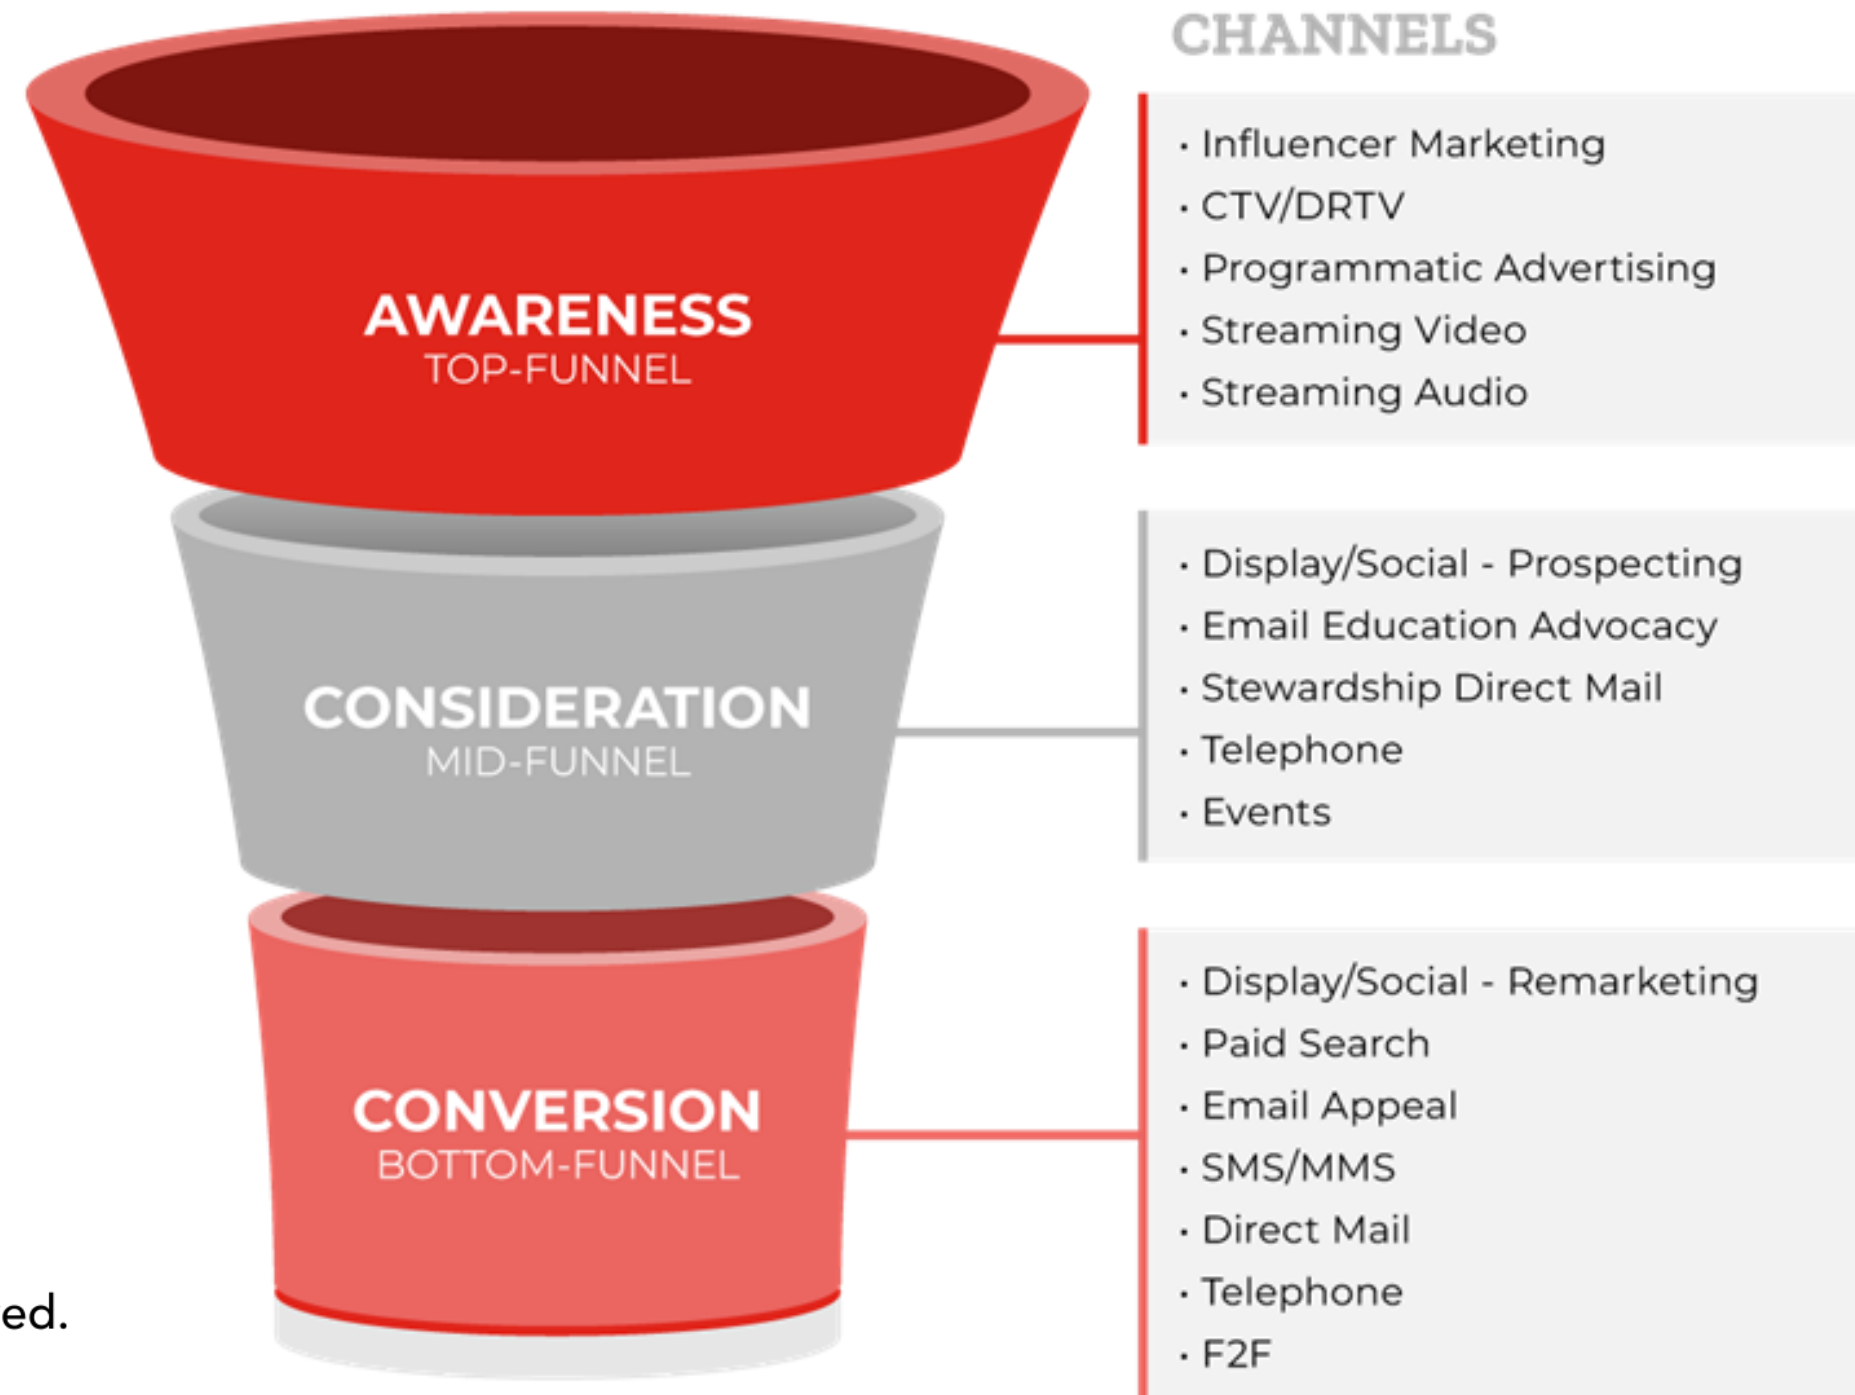 CHANNELS
AWARENESS
TOP-FUNNEL
· Influencer Marketing
· CTV/DRTV
· Programmatic Advertising
· Streaming Video
· Streaming Audio
CONSIDERATION
MID-FUNNEL
· Display/Social - Prospecting
· Email Education Advocacy
· Stewardship Direct Mail
· Telephone
· Events
CONVERSION
BOTTOM-FUNNEL
· Display/Social - Remarketing
· Paid Search
· Email Appeal
· SMS/MMS
· Direct Mail
· Telephone
· F2F
ed.